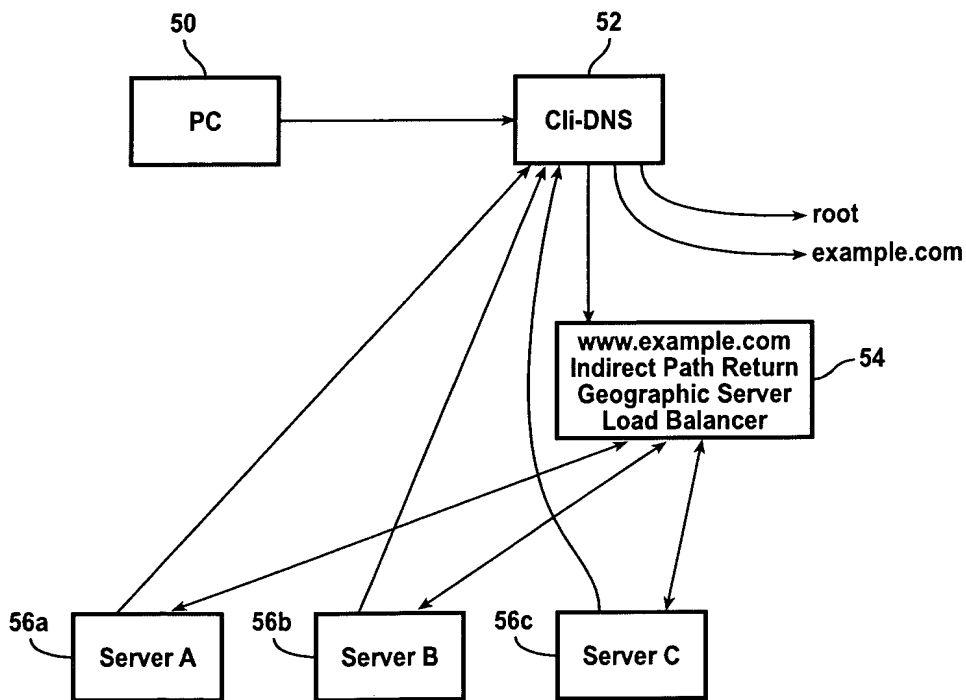 50
52
PC
Cli-DNS
root
example.com
www.example.com
Indirect Path Return
Geographic Server
Load Balancer
54
56a
56b
56c
Server A
Server B
Server C